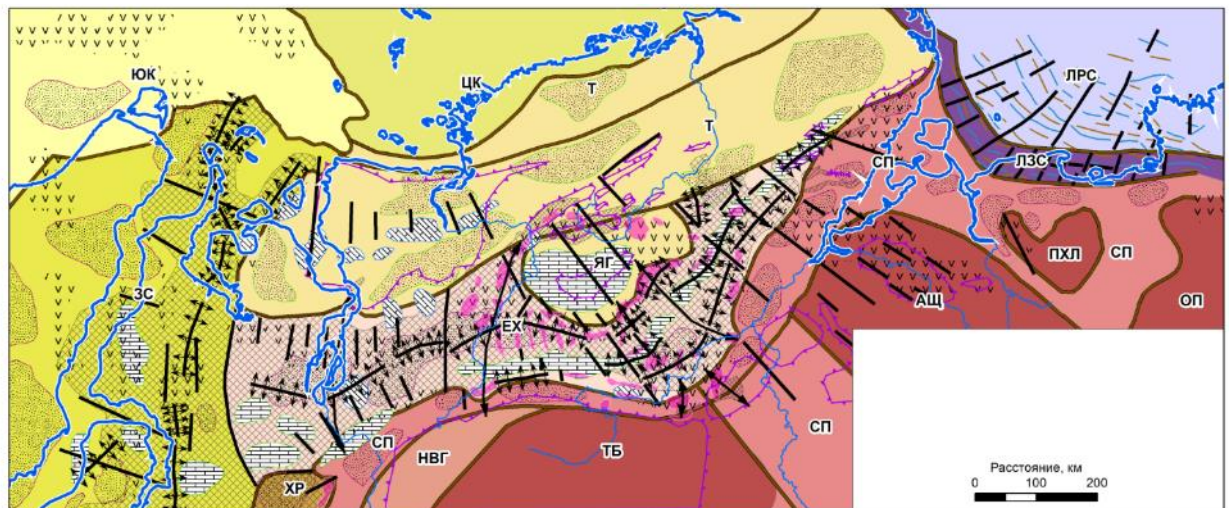 ЮК
ЦК
Т
ЛРС
Т
СП
ЛЗС
ЯГ
ПХЛ
СП
ЗС
АЩ
ОП
ЕХ
СП
НВГ
ТБ
СП
ХР
Расстояние, км
0 100 200